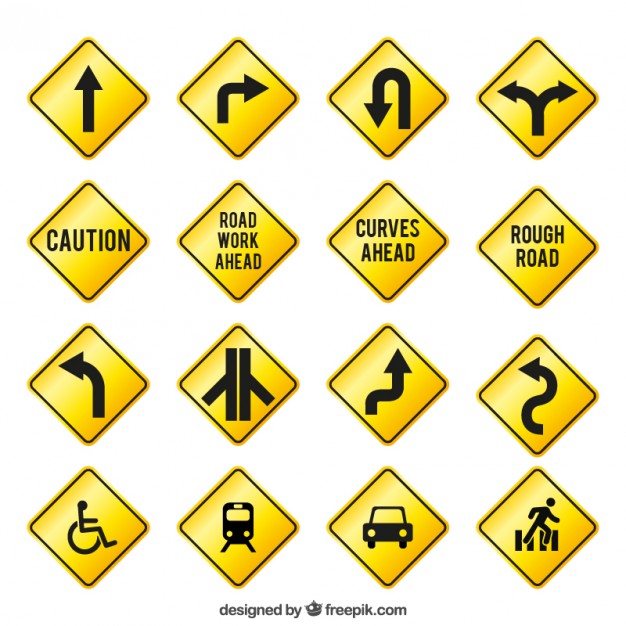 CAUTION
ROAD
WORK
AHEAD
CURVES
AHEAD
ROUGH
ROAD
designed by freepik.com